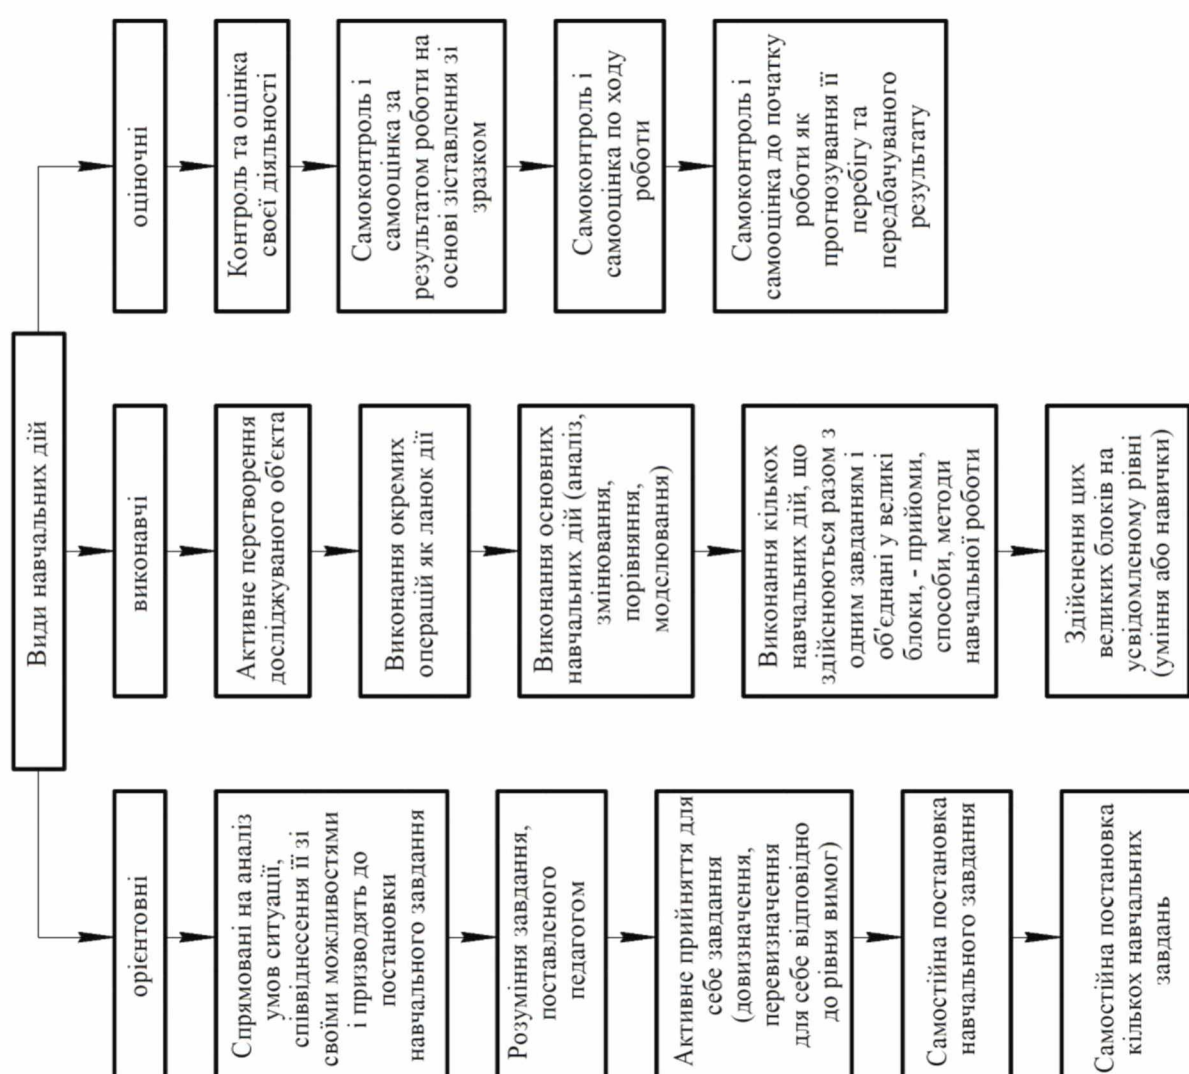 Види навчальних дій
орієнтовні
Спрямовані на аналіз
умов ситуації,
співвіднесення її зі
своїми можливостями
і призводять до
постановки
навчального завдання
Розуміння завдання,
поставленого
педагогом
Активне прийняття для
себе завдання
(довизначення,
перевизначення
для себе відповідно
до рівня вимог)
Самостійна постановка
навчального завдання
Самостійна постановка
кількох навчальних
завдань
виконавчі
Активне перетворення
досліджуваного об'єкта
Виконання окремих
операцій як ланок дії
Виконання основних
навчальних дій (аналіз,
змінювання,
порівняння,
моделювання)
Виконання кількох
навчальних дій, що
здійснюються разом з
одним завданням і
об'єднані у великі
блоки, - прийоми,
способи, методи
навчальної роботи
Здійснення цих
великих блоків на
усвідомленому рівні
(уміння або навички)
оціночні
Контроль та оцінка
своєї діяльності
Самоконтроль і
самооцінка за
результатом роботи на
основі зіставлення зі
зразком
Самоконтроль і
самооцінка по ходу
роботи
Самоконтроль і
самооцінка до початку
роботи як
прогнозування її
перебігу та
передбачуваного
результату